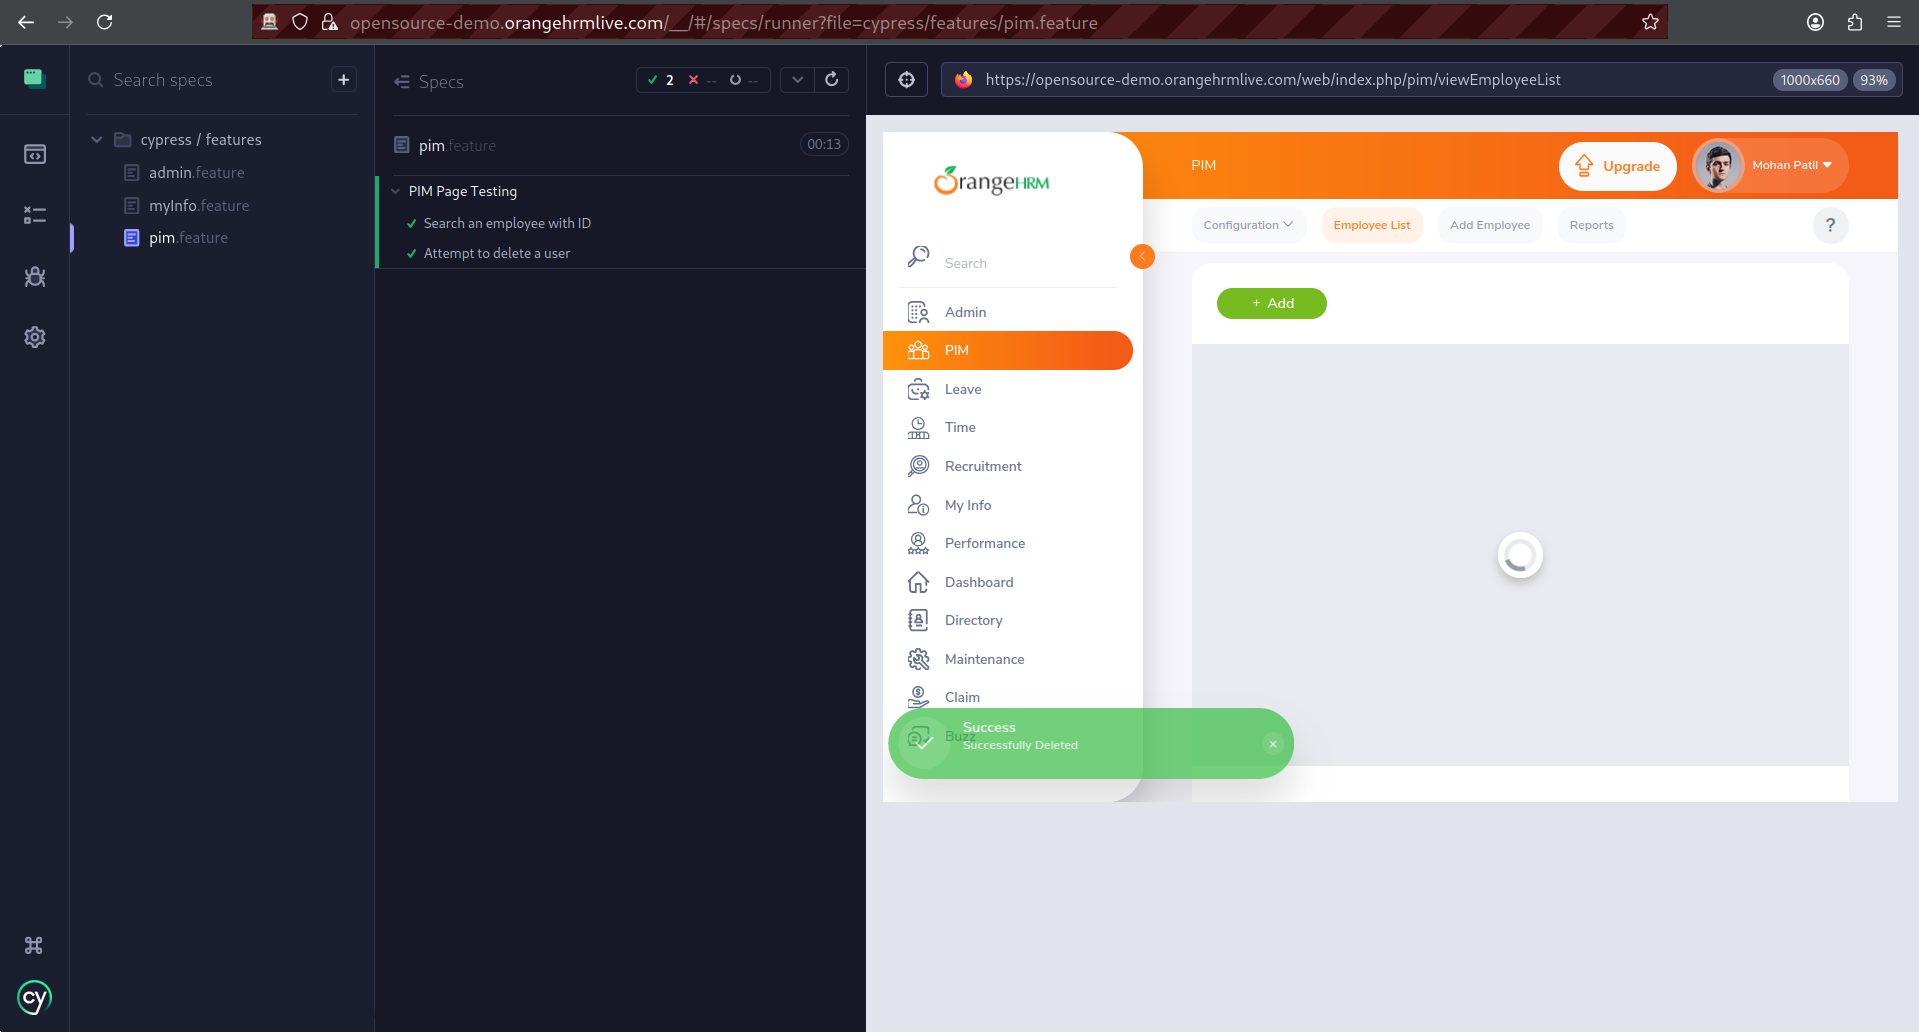 opensource-demo.orangehrmlive.com/__/#/specs/runner?file=cypress/features/pim.feature
Search specs
+
cypress / features
admin.feature
myInfo.feature
pim.feature
cy
Specs
2 -- --
pim.feature
00:13
PIM Page Testing
Search an employee with ID
Attempt to delete a user
https://opensource-demo.orangehrmlive.com/web/index.php/pim/viewEmployeeList
1000x660
93%
OrangeHRM
PIM
Upgrade
Mohan Patil
Configuration
Employee List
Add Employee
Reports
?
Search
+ Add
Admin
PIM
Leave
Time
Recruitment
My Info
Performance
Dashboard
Directory
Maintenance
Claim
Buzz
Success
Successfully Deleted